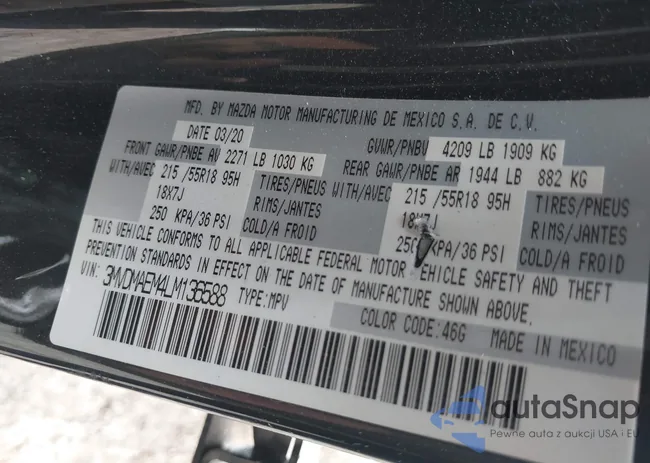 MFD. BY MAZDA MOTOR MANUFACTURING DE MEXICO S.A. DE C.V.
DATE 03/20 GVWR/PNBV 4209 LB 1909 KG
FRONT GAWR/PNBE AV 2271 LB 1030 KG REAR GAWR/PNBE AR 1944 LB 882 KG
WITH/AVEC 215 /55R18 95H TIRES/PNEUS WITH/AVEC 215 /55R18 95H TIRES/PNEUS
18X7J RIMS/JANTES 18X7J RIMS/JANTES
250 KPA/36 PSI COLD/A FROID 250 KPA/36 PSI COLD/A FROID
THIS VEHICLE CONFORMS TO ALL APPLICABLE FEDERAL MOTOR VEHICLE SAFETY AND THEFT
PREVENTION STANDARDS IN EFFECT ON THE DATE OF MANUFACTURE SHOWN ABOVE.
VIN: 3MVDMAEM4LM136588 TYPE:MPV
COLOR CODE:46G MADE IN MEXICO
autaSnap
Pewne auta z aukcji USA i EU